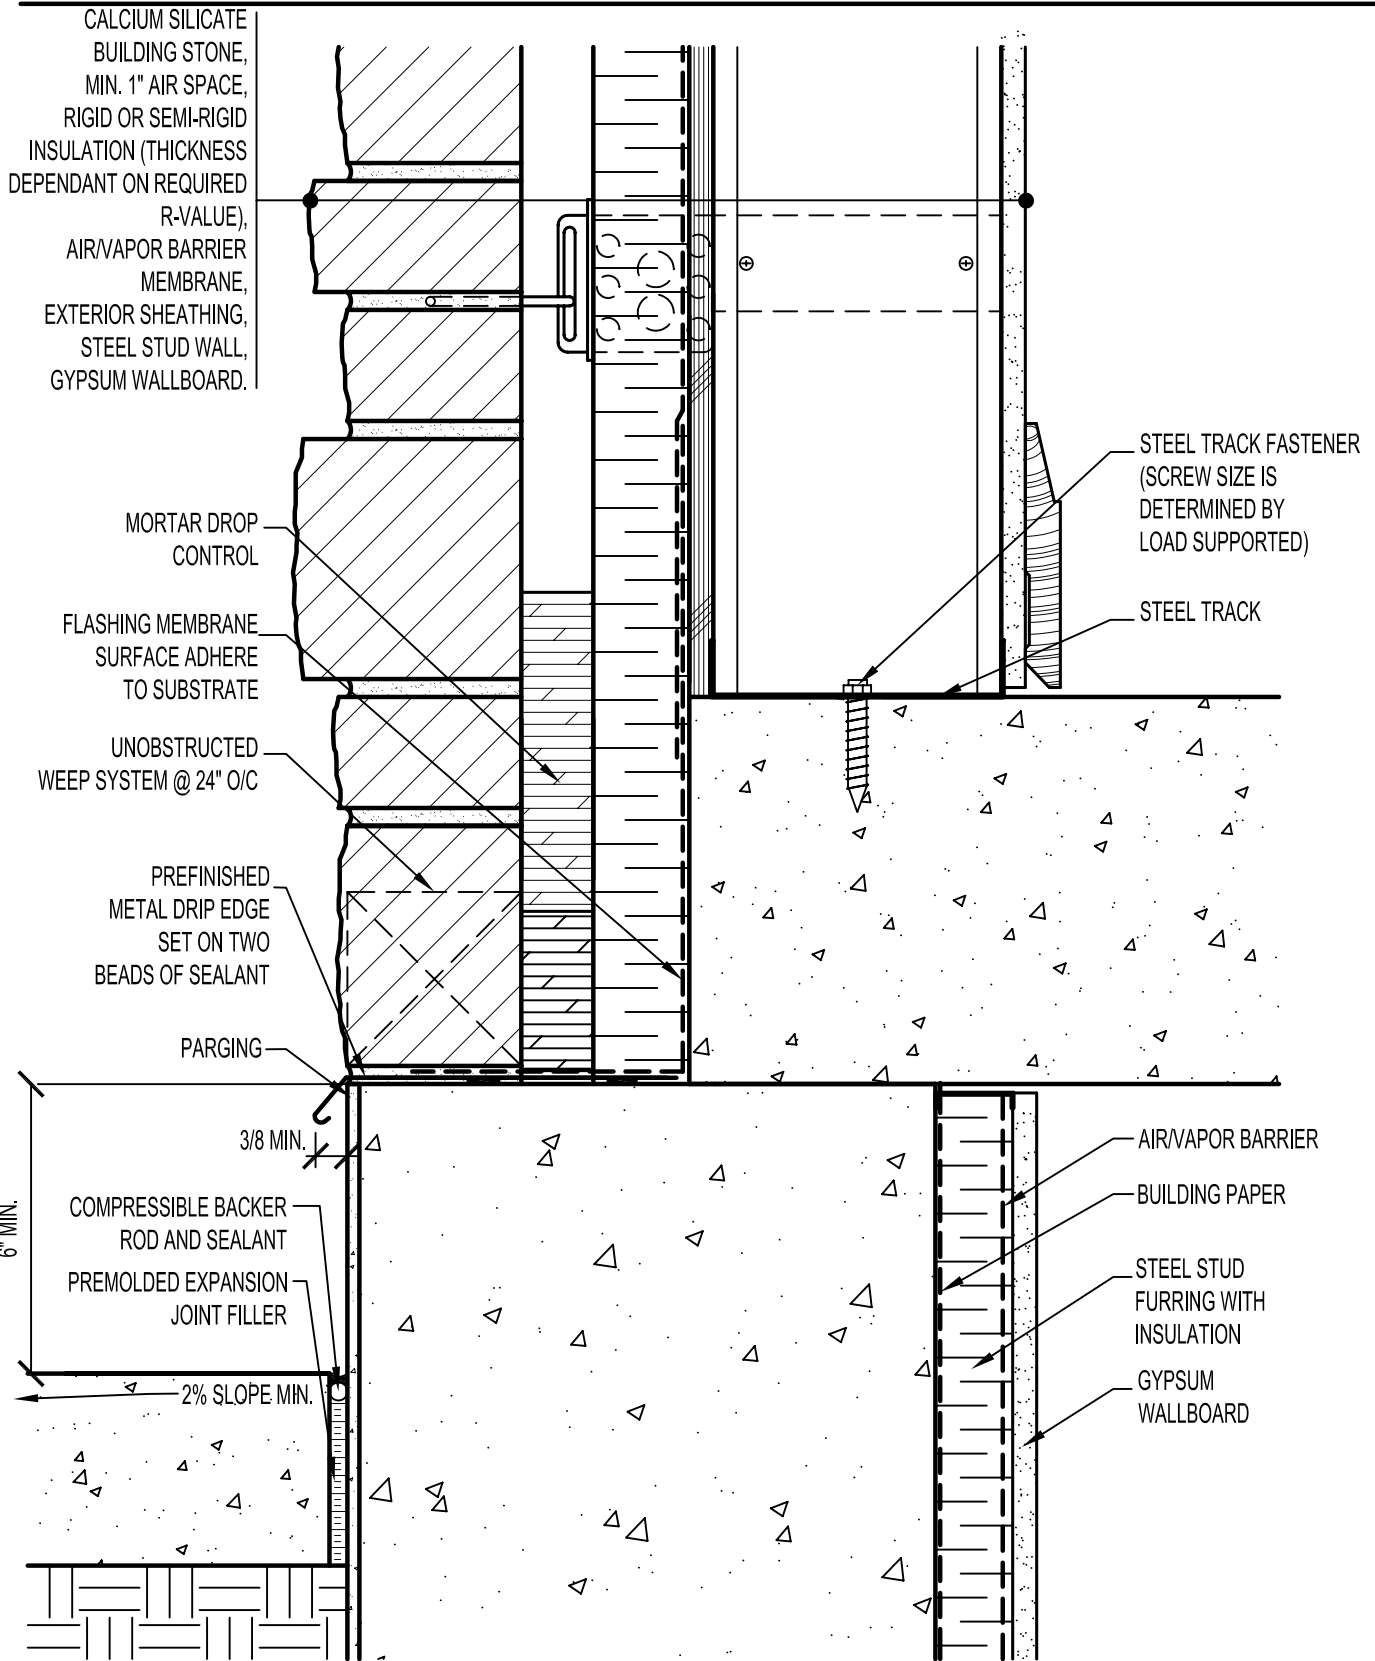 CALCIUM SILICATE
BUILDING STONE,
MIN. 1" AIR SPACE,
RIGID OR SEMI-RIGID
INSULATION (THICKNESS
DEPENDANT ON REQUIRED
R-VALUE),
AIR/VAPOR BARRIER
MEMBRANE,
EXTERIOR SHEATHING,
STEEL STUD WALL,
GYPSUM WALLBOARD.
STEEL TRACK FASTENER
(SCREW SIZE IS
DETERMINED BY
LOAD SUPPORTED)
MORTAR DROP
CONTROL
STEEL TRACK
FLASHING MEMBRANE
SURFACE ADHERE
TO SUBSTRATE
UNOBSTRUCTED
WEEP SYSTEM @ 24" O/C
PREFINISHED
METAL DRIP EDGE
SET ON TWO
BEADS OF SEALANT
PARGING
3/8 MIN.
6" MIN.
COMPRESSIBLE BACKER
ROD AND SEALANT
PREMOLDED EXPANSION
JOINT FILLER
2% SLOPE MIN.
AIR/VAPOR BARRIER
BUILDING PAPER
STEEL STUD
FURRING WITH
INSULATION
GYPSUM
WALLBOARD